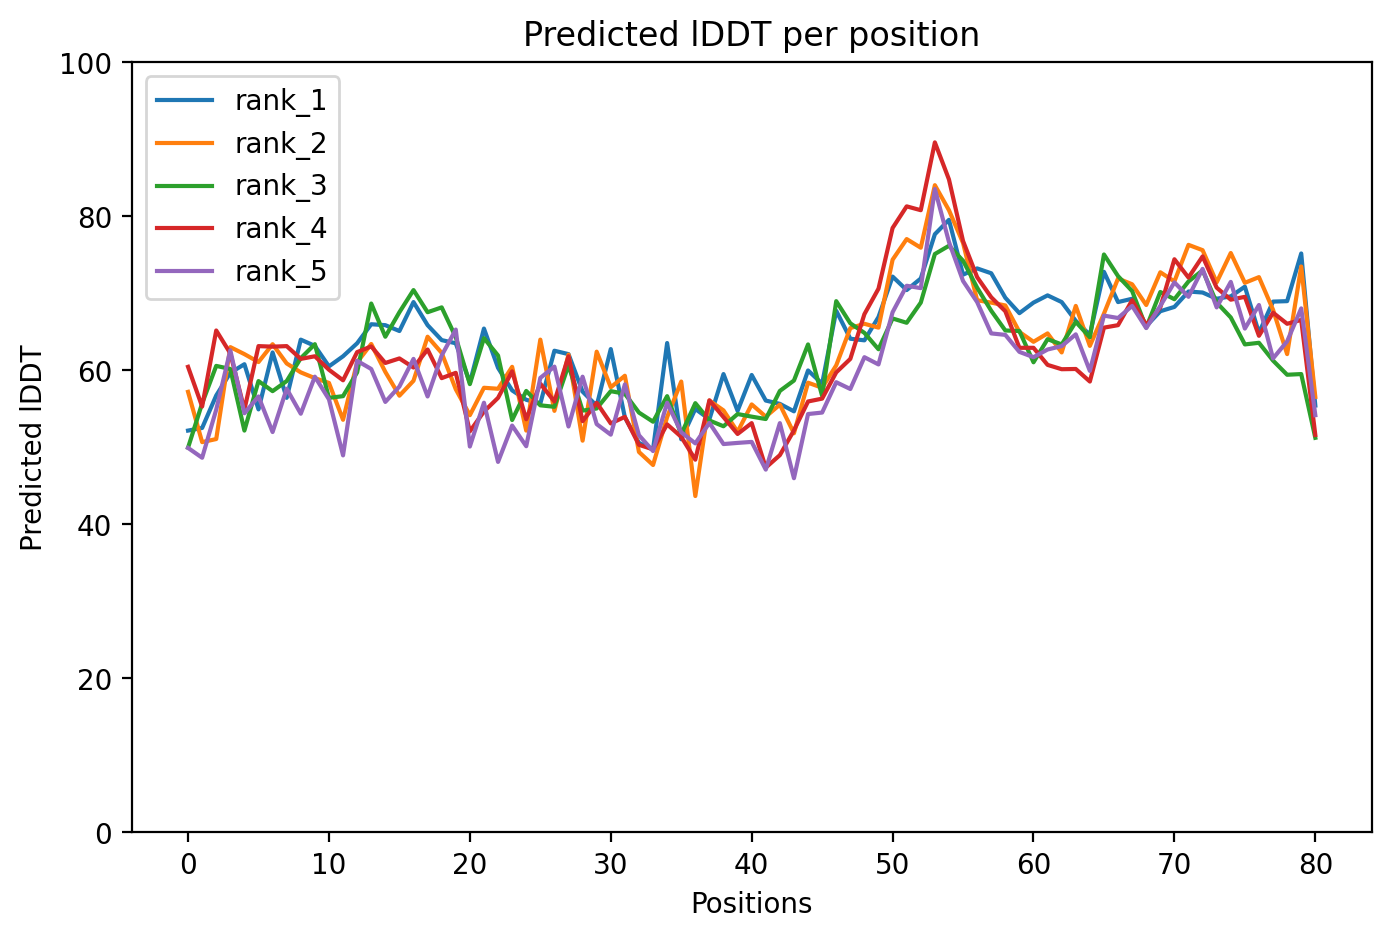 Predicted lDDT per position
100
80
60
40
20
0
Predicted lDDT
rank_1
rank_2
rank_3
rank_4
rank_5
0 10 20 30 40 50 60 70 80
Positions